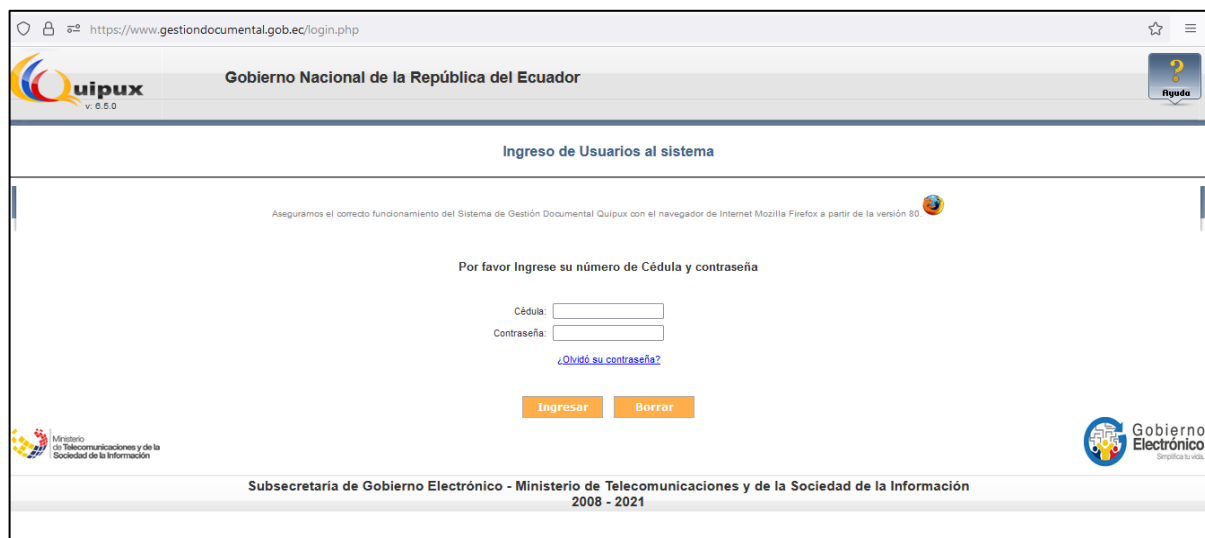 https://www.gestiondocumental.gob.ec/login.php
Quipux
v: 6.5.0
Gobierno Nacional de la República del Ecuador
?
Ayuda
Ingreso de Usuarios al sistema
Aseguramos el correcto funcionamiento del Sistema de Gestión Documental Quipux con el navegador de Internet Mozilla Firefox a partir de la versión 80.
Por favor Ingrese su número de Cédula y contraseña
Cédula:
Contraseña:
¿Olvidó su contraseña?
Ingresar Borrar
Ministerio
de Telecomunicaciones y de la
Sociedad de la Información
Gobierno
Electrónico
Simplifica tu vida.
Subsecretaría de Gobierno Electrónico - Ministerio de Telecomunicaciones y de la Sociedad de la Información
2008 - 2021